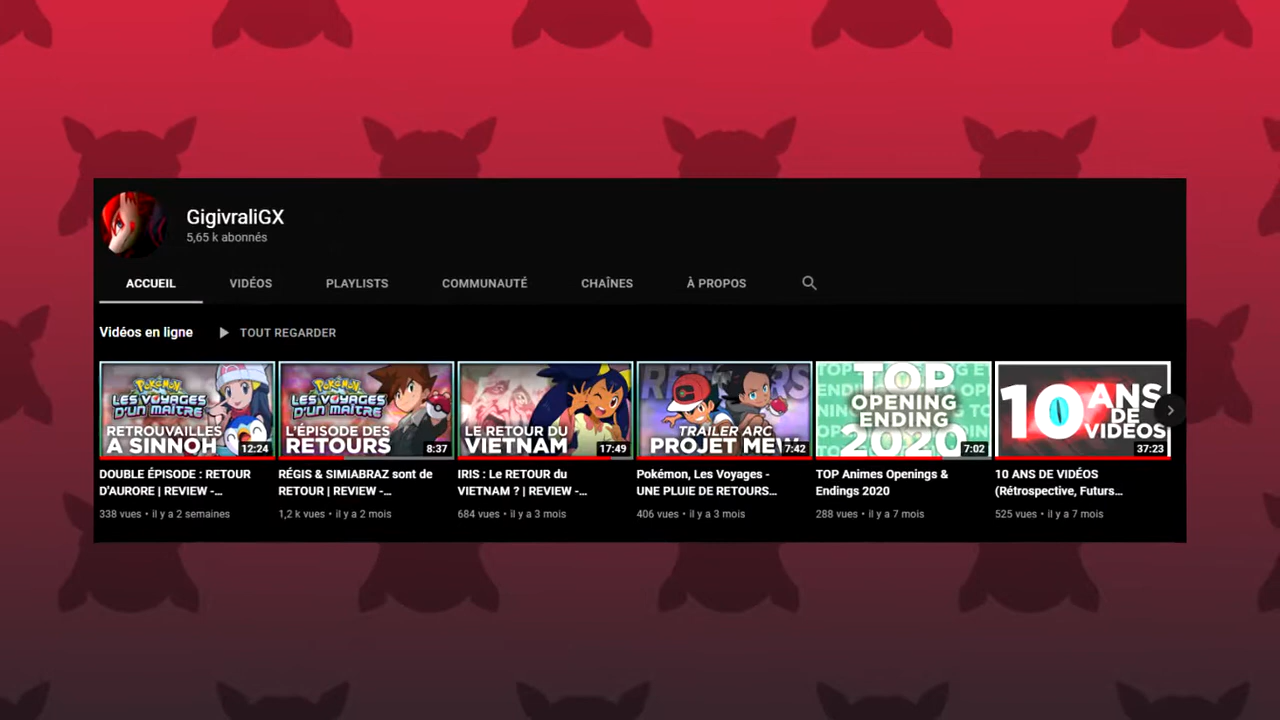 GigivraliGX
5,65 k abonnés
ACCUEIL VIDÉOS PLAYLISTS COMMUNAUTÉ CHAÎNES À PROPOS
Vidéos en ligne TOUT REGARDER
Pokémon
LES VOYAGES
D'UN MAÎTRE
RETROUVAILLES
A SINNOH
12:24
Pokémon
LES VOYAGES
D'UN MAÎTRE
L'ÉPISODE DES
RETOURS
8:37
LE RETOUR DU
VIETNAM
17:49
RETOURS
TRAILER ARC
PROJET MEW
7:42
TOP
OPENING
ENDING
2020
7:02
10 ANS
DE
VIDÉOS
37:23
DOUBLE ÉPISODE : RETOUR
D'AURORE | REVIEW -...
338 vues • il y a 2 semaines
RÉGIS & SIMIABRAZ sont de
RETOUR | REVIEW -...
1,2 k vues • il y a 2 mois
IRIS : Le RETOUR du
VIETNAM ? | REVIEW -...
684 vues • il y a 3 mois
Pokémon, Les Voyages -
UNE PLUIE DE RETOURS...
406 vues • il y a 3 mois
TOP Animes Openings &
Endings 2020
288 vues • il y a 7 mois
10 ANS DE VIDÉOS
(Rétrospective, Futurs...
525 vues • il y a 7 mois